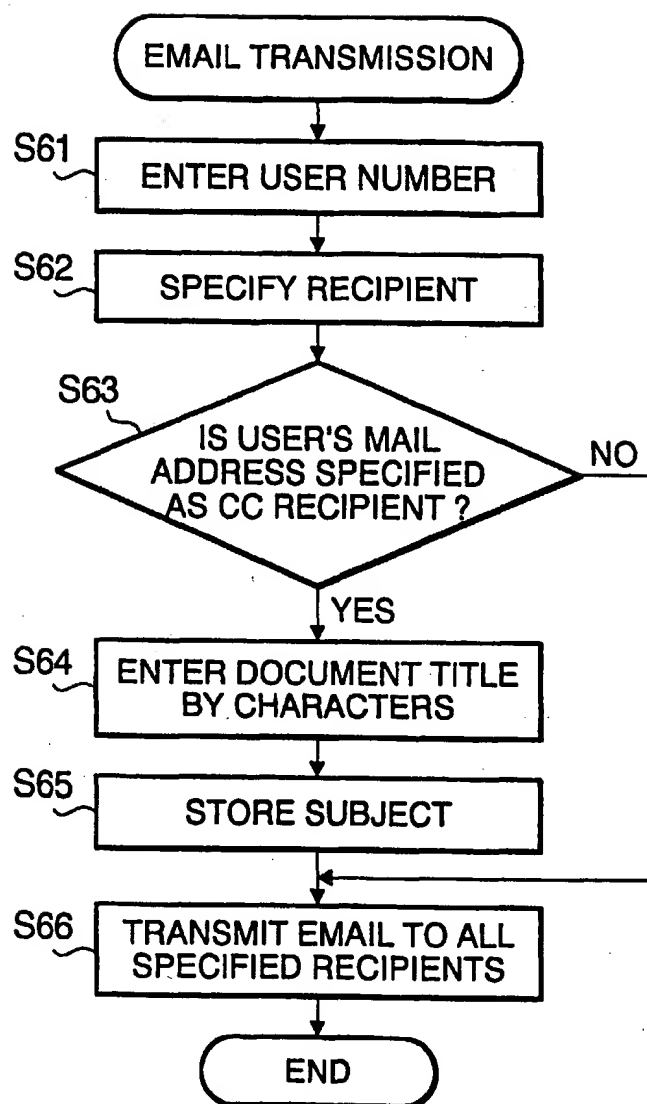 EMAIL TRANSMISSION
S61
ENTER USER NUMBER
S62
SPECIFY RECIPIENT
S63
IS USER'S MAIL
ADDRESS SPECIFIED
AS CC RECIPIENT ?
NO
YES
S64
ENTER DOCUMENT TITLE
BY CHARACTERS
S65
STORE SUBJECT
S66
TRANSMIT EMAIL TO ALL
SPECIFIED RECIPIENTS
END